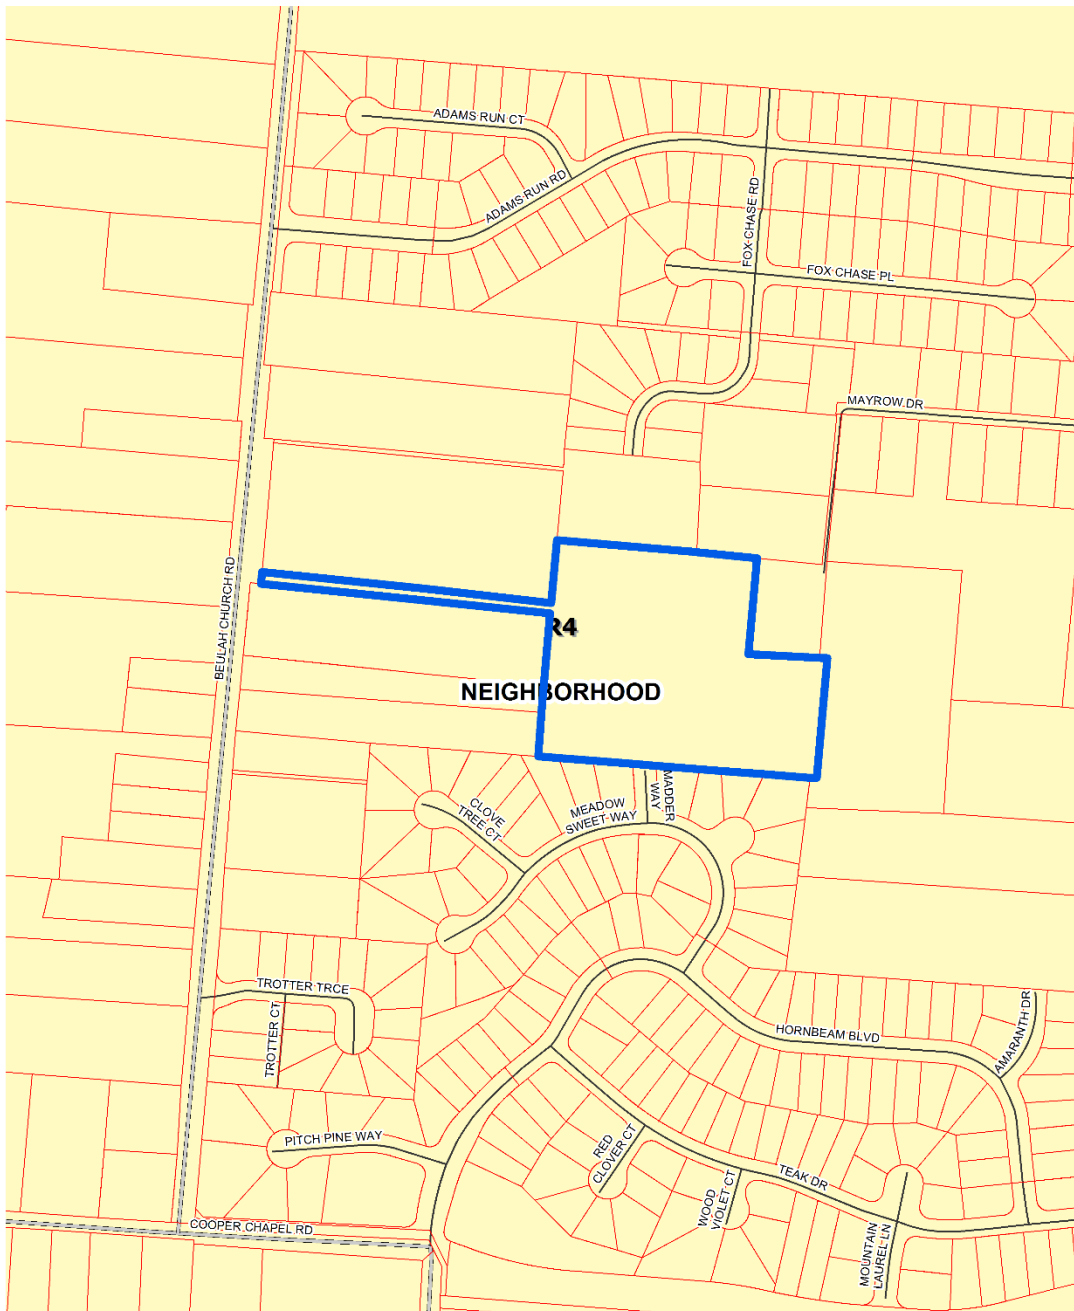 ADAMS RUN CT
ADAMS RUN RD
FOX CHASE RD
FOX CHASE PL
MAYROW DR
BEULAH CHURCH RD
R4
NEIGHBORHOOD
MADDER
WAY
CLOVE
TREE CT
MEADOW
SWEET WAY
TROTTER TRCE
TROTTER CT
HORNBEAM BLVD
AMARANTH DR
PITCH PINE WAY
RED
CLOVER CT
TEAK DR
WOOD
VIOLET CT
MOUNTAIN
LAUREL LN
COOPER CHAPEL RD